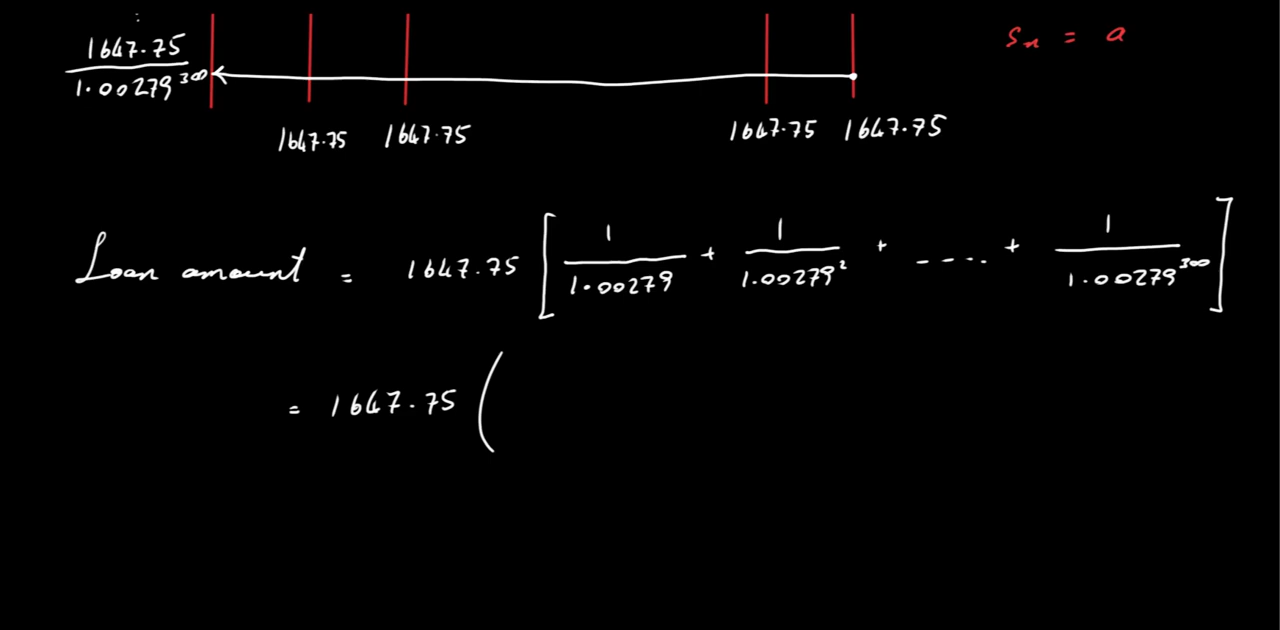 1647.75 / 1.00279^300
S_n = a
1647.75 1647.75 1647.75 1647.75
Loan amount = 1647.75 [ 1/1.00279 + 1/1.00279^2 + ----. + 1/1.00279^300 ]
= 1647.75 (